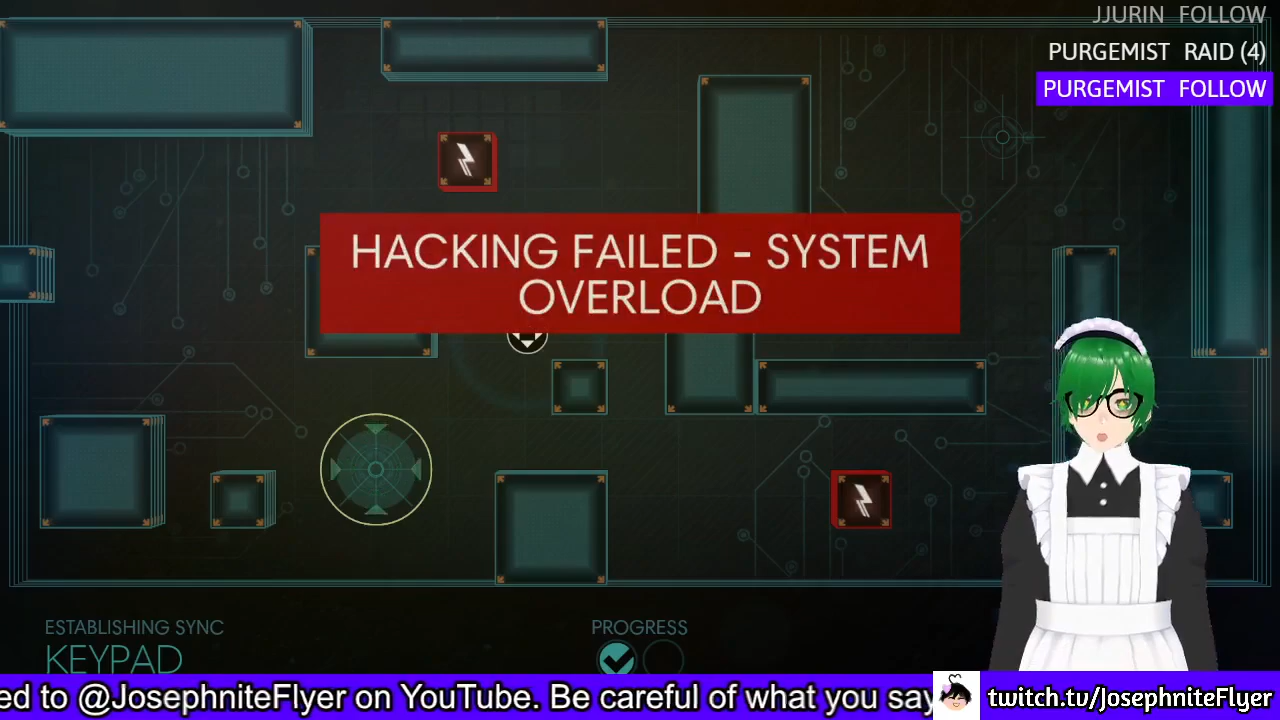 JJURIN FOLLOW
PURGEMIST RAID (4)
PURGEMIST FOLLOW
HACKING FAILED - SYSTEM
OVERLOAD
ESTABLISHING SYNC
KEYPAD
PROGRESS
ed to @JosephniteFlyer on YouTube. Be careful of what you say
twitch.tv/JosephniteFlyer